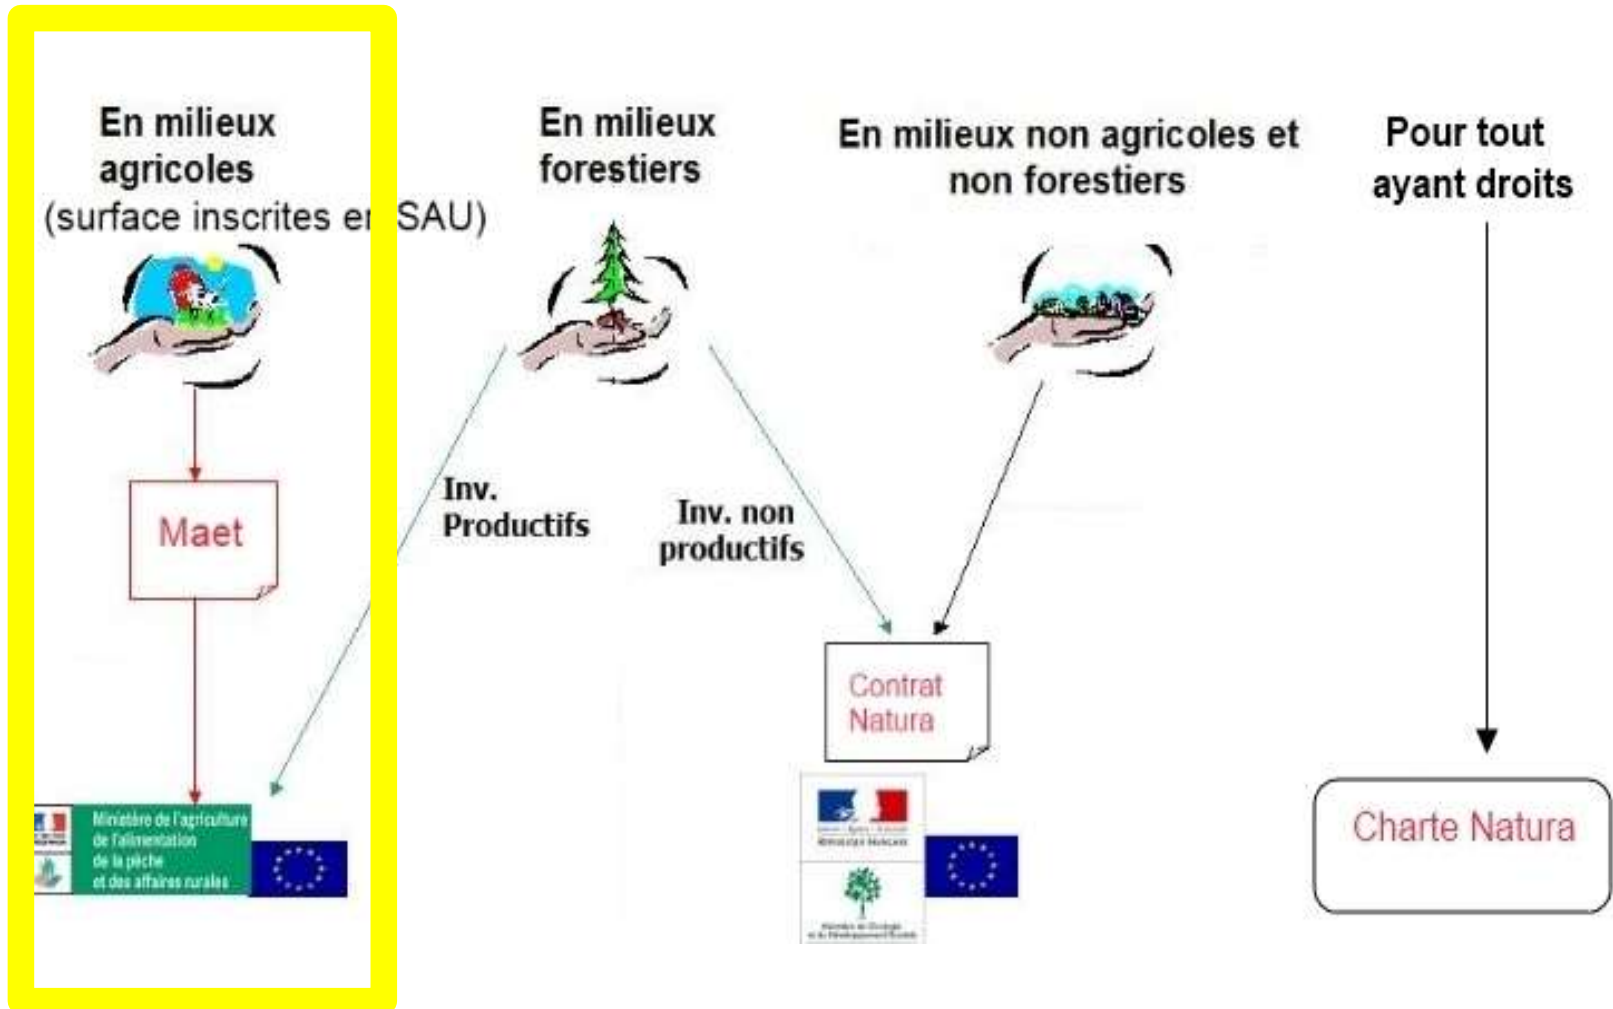 En milieux
agricoles
(surface inscrites en SAU)
En milieux
forestiers
En milieux non agricoles et
non forestiers
Pour tout
ayant droits
Maet
Inv.
Productifs
Inv. non
productifs
Contrat
Natura
Charte Natura
Ministère de l'agriculture
de l'alimentation
de la pêche
et des affaires rurales
RÉPUBLIQUE FRANÇAISE